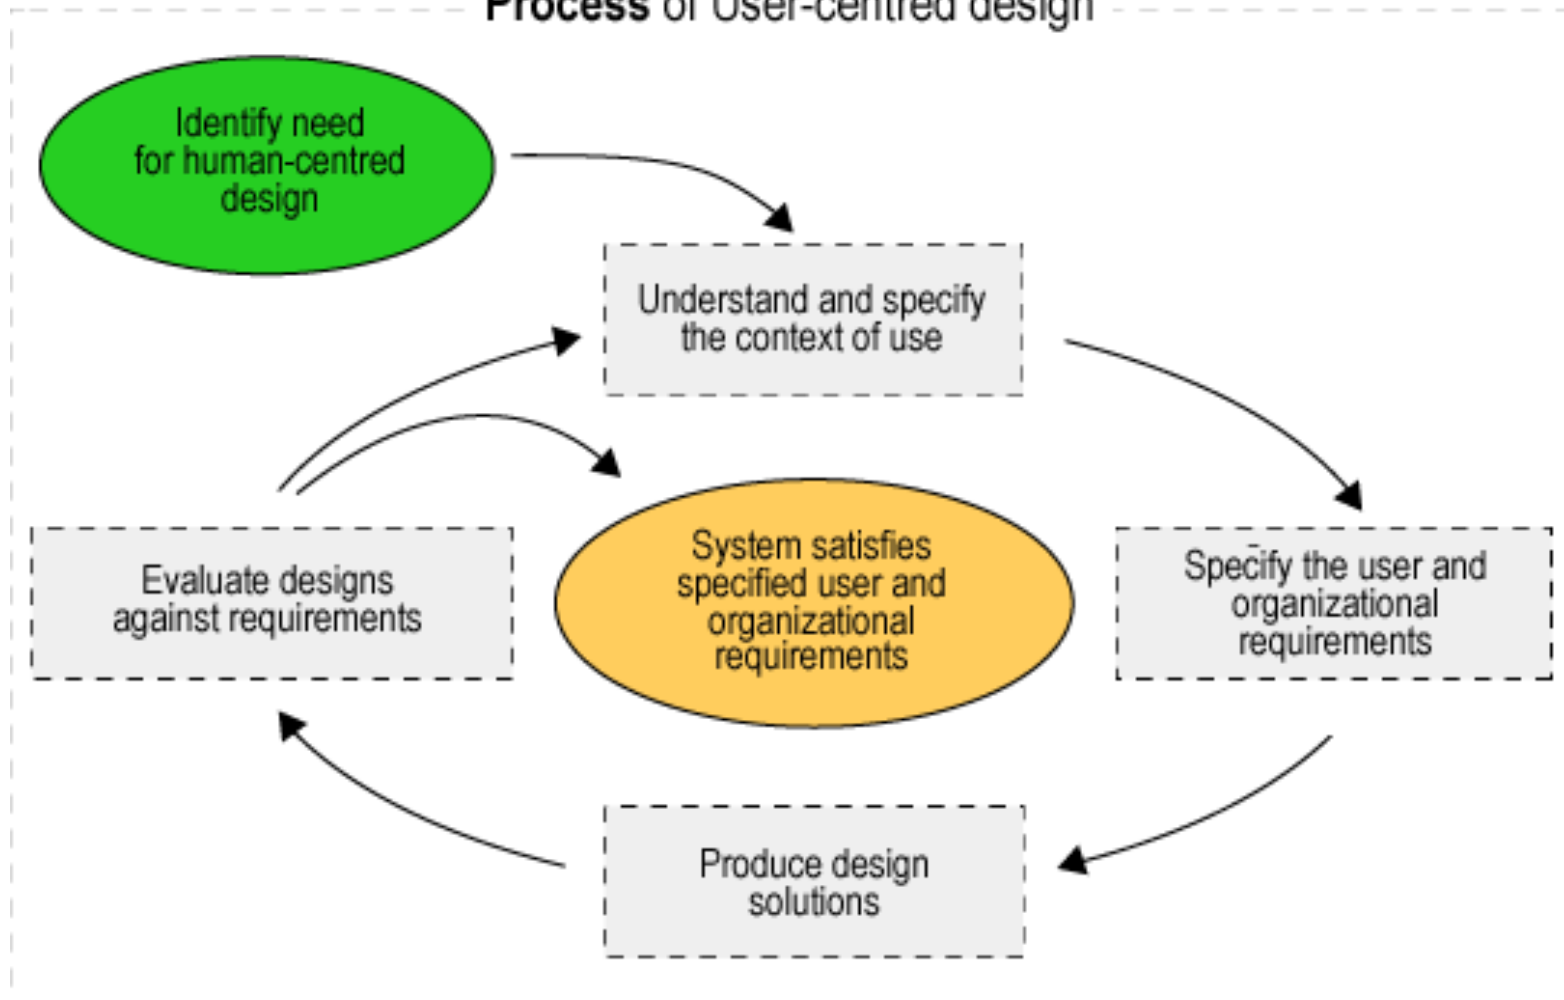 Process of User-centred design
Identify need
for human-centred
design
Understand and specify
the context of use
Evaluate designs
against requirements
System satisfies
specified user and
organizational
requirements
Specify the user and
organizational
requirements
Produce design
solutions